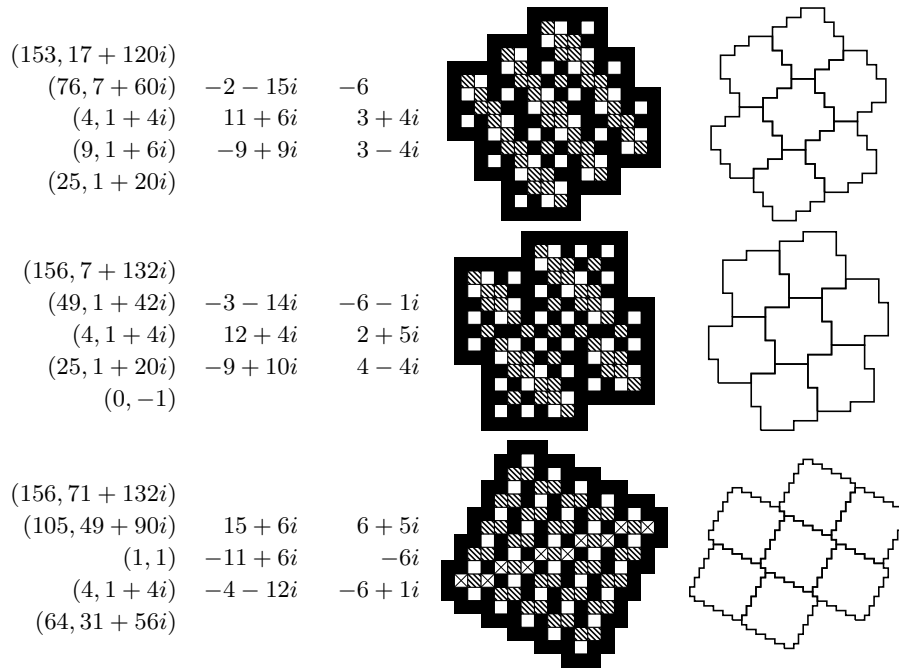 (153, 17 + 120i)
(76, 7 + 60i) −2 − 15i −6
(4, 1 + 4i) 11 + 6i 3 + 4i
(9, 1 + 6i) −9 + 9i 3 − 4i
(25, 1 + 20i)
(156, 7 + 132i)
(49, 1 + 42i) −3 − 14i −6 − 1i
(4, 1 + 4i) 12 + 4i 2 + 5i
(25, 1 + 20i) −9 + 10i 4 − 4i
(0, −1)
(156, 71 + 132i)
(105, 49 + 90i) 15 + 6i 6 + 5i
(1, 1) −11 + 6i −6i
(4, 1 + 4i) −4 − 12i −6 + 1i
(64, 31 + 56i)